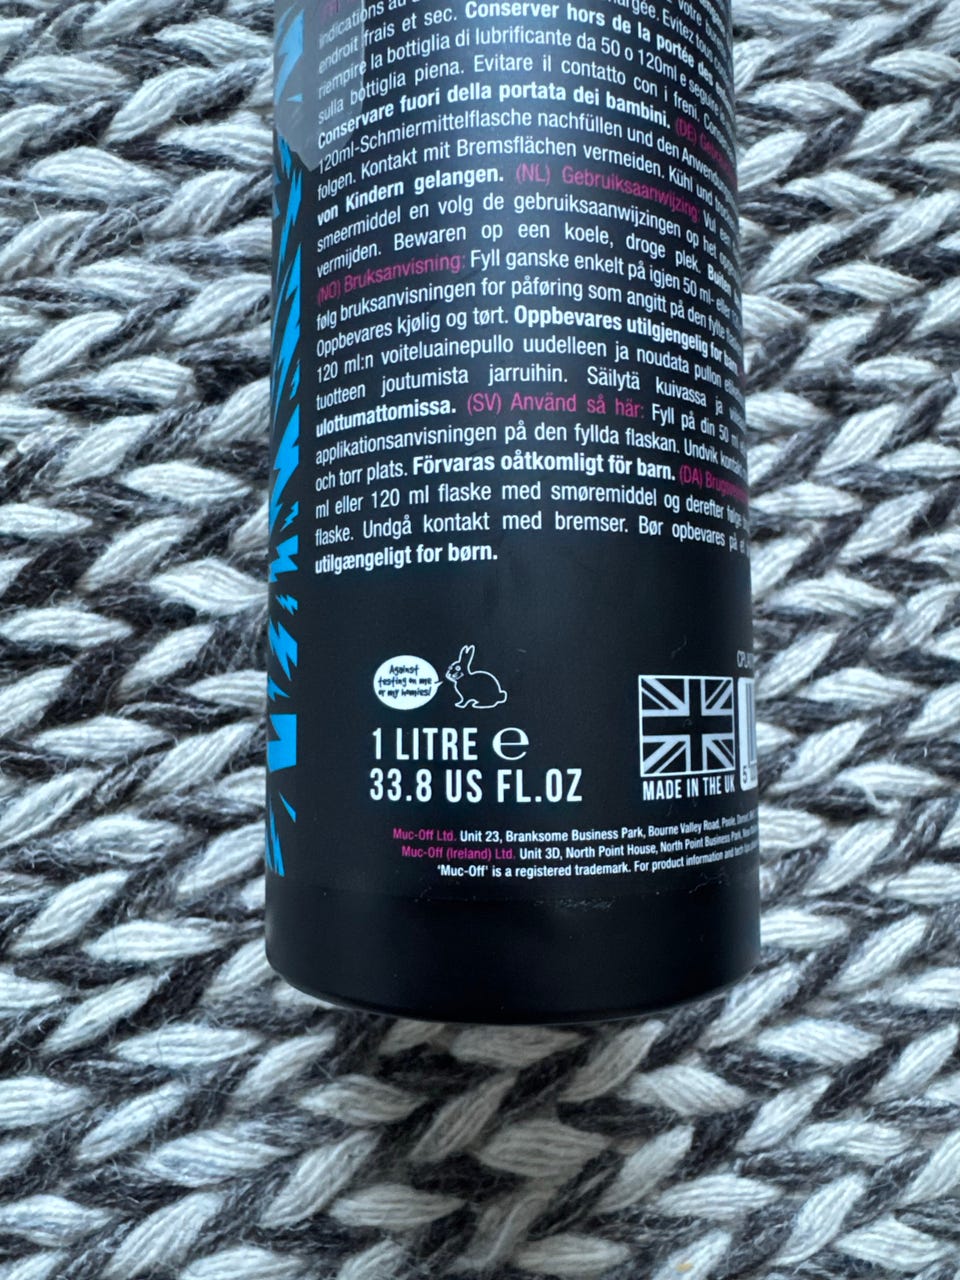 indications au
endroit frais et sec. Conserver hors de la portée des
riempire la bottiglia di lubrificante da 50 o 120ml e seguire
sulla bottiglia piena. Evitare il contatto con i freni.
Conservare fuori della portata dei bambini. (DE)
120ml-Schmiermittelflasche nachfüllen und den
folgen. Kontakt mit Bremsflächen vermeiden. Kühl und
von Kindern gelangen. (NL) Gebruiksaanwijzing: Vul
smeermiddel en volg de gebruiksaanwijzingen op het
vermijden. Bewaren op een koele, droge plek. Buiten
(NO) Bruksanvisning: Fyll ganske enkelt på igjen 50 ml- eller
følg bruksanvisningen for påføring som angitt på den fylte
Oppbevares kjølig og tørt. Oppbevares utilgjengelig for barn
120 ml:n voiteluainepullo uudelleen ja noudata pullon
tuotteen joutumista jarruihin. Säilytä kuivassa ja
ulottumattomissa. (SV) Använd så här: Fyll på din 50 ml
applikationsanvisningen på den fyllda flaskan. Undvik
och torr plats. Förvaras oåtkomligt för barn. (DA)
ml eller 120 ml flaske med smøremiddel og derefter følge
flaske. Undgå kontakt med bremser. Bør opbevares på et
utilgængeligt for børn.
Against
testing on me
or my homies!
1 LITRE e
33.8 US FL.OZ
MADE IN THE UK
5
Muc-Off Ltd. Unit 23, Branksome Business Park, Bourne Valley Road, Poole,
Muc-Off (Ireland) Ltd. Unit 3D, North Point House, North Point Business Park,
'Muc-Off' is a registered trademark. For product information and tech